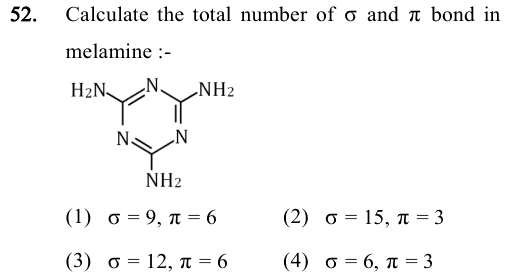 52. Calculate the total number of σ and π bond in
melamine :-
H2N N NH2
N N
NH2
(1) σ = 9, π = 6 (2) σ = 15, π = 3
(3) σ = 12, π = 6 (4) σ = 6, π = 3